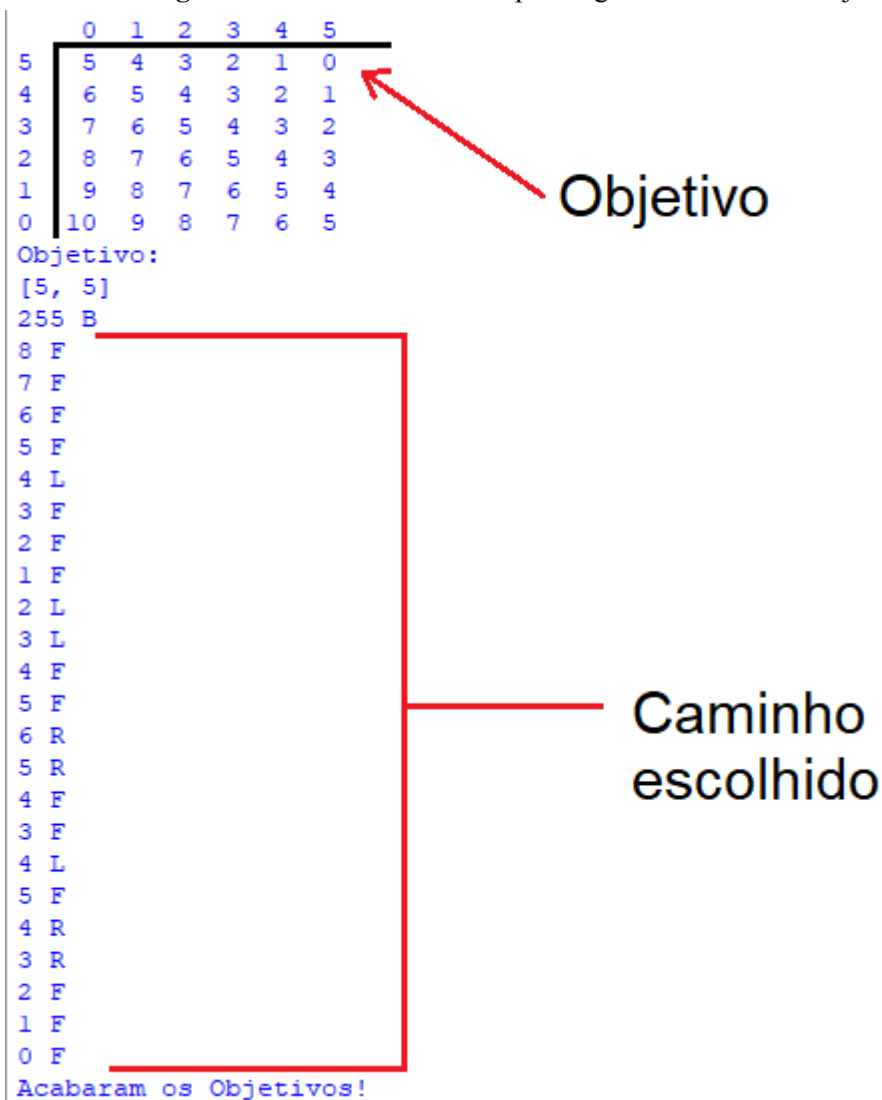 0 1 2 3 4 5
5 5 4 3 2 1 0
4 6 5 4 3 2 1
3 7 6 5 4 3 2
2 8 7 6 5 4 3
1 9 8 7 6 5 4
0 10 9 8 7 6 5
Objetivo
Objetivo:
[5, 5]
255 B
8 F
7 F
6 F
5 F
4 L
3 F
2 F
1 F
2 L
3 L
4 F
5 F
6 R
5 R
4 F
3 F
4 L
5 F
4 R
3 R
2 F
1 F
0 F
Caminho
escolhido
Acabaram os Objetivos!